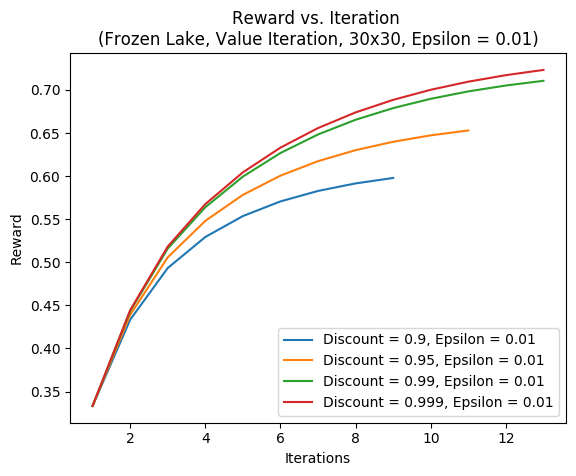 Reward vs. Iteration
(Frozen Lake, Value Iteration, 30x30, Epsilon = 0.01)
0.70
0.65
0.60
0.55
0.50
0.45
0.40
0.35
Reward
Discount = 0.9, Epsilon = 0.01
Discount = 0.95, Epsilon = 0.01
Discount = 0.99, Epsilon = 0.01
Discount = 0.999, Epsilon = 0.01
2 4 6 8 10 12
Iterations